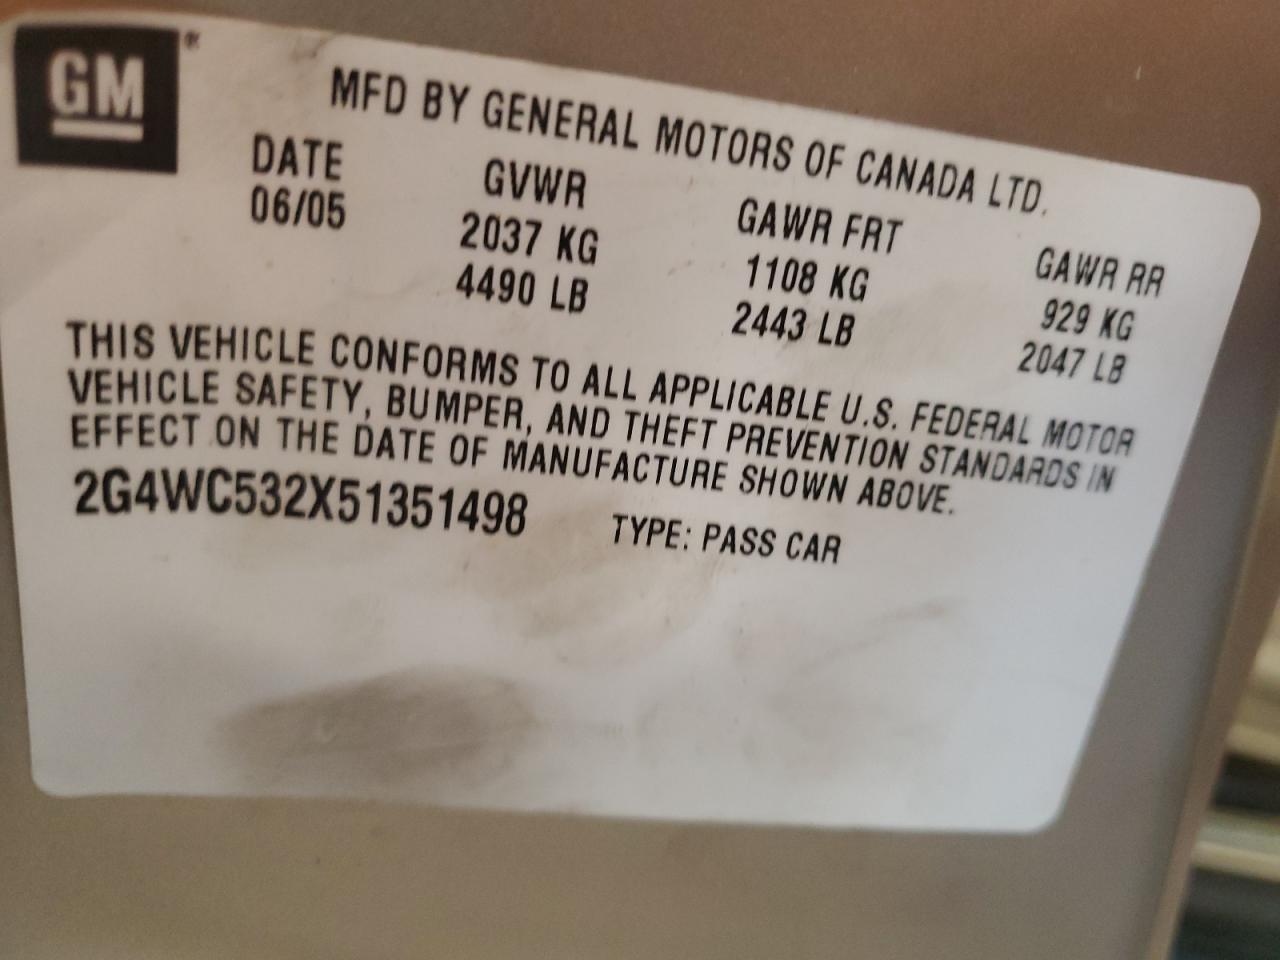 GM®
MFD BY GENERAL MOTORS OF CANADA LTD.
DATE GVWR GAWR FRT GAWR RR
06/05 2037 KG 1108 KG 929 KG
4490 LB 2443 LB 2047 LB
THIS VEHICLE CONFORMS TO ALL APPLICABLE U.S. FEDERAL MOTOR
VEHICLE SAFETY, BUMPER, AND THEFT PREVENTION STANDARDS IN
EFFECT ON THE DATE OF MANUFACTURE SHOWN ABOVE.
2G4WC532X51351498 TYPE: PASS CAR